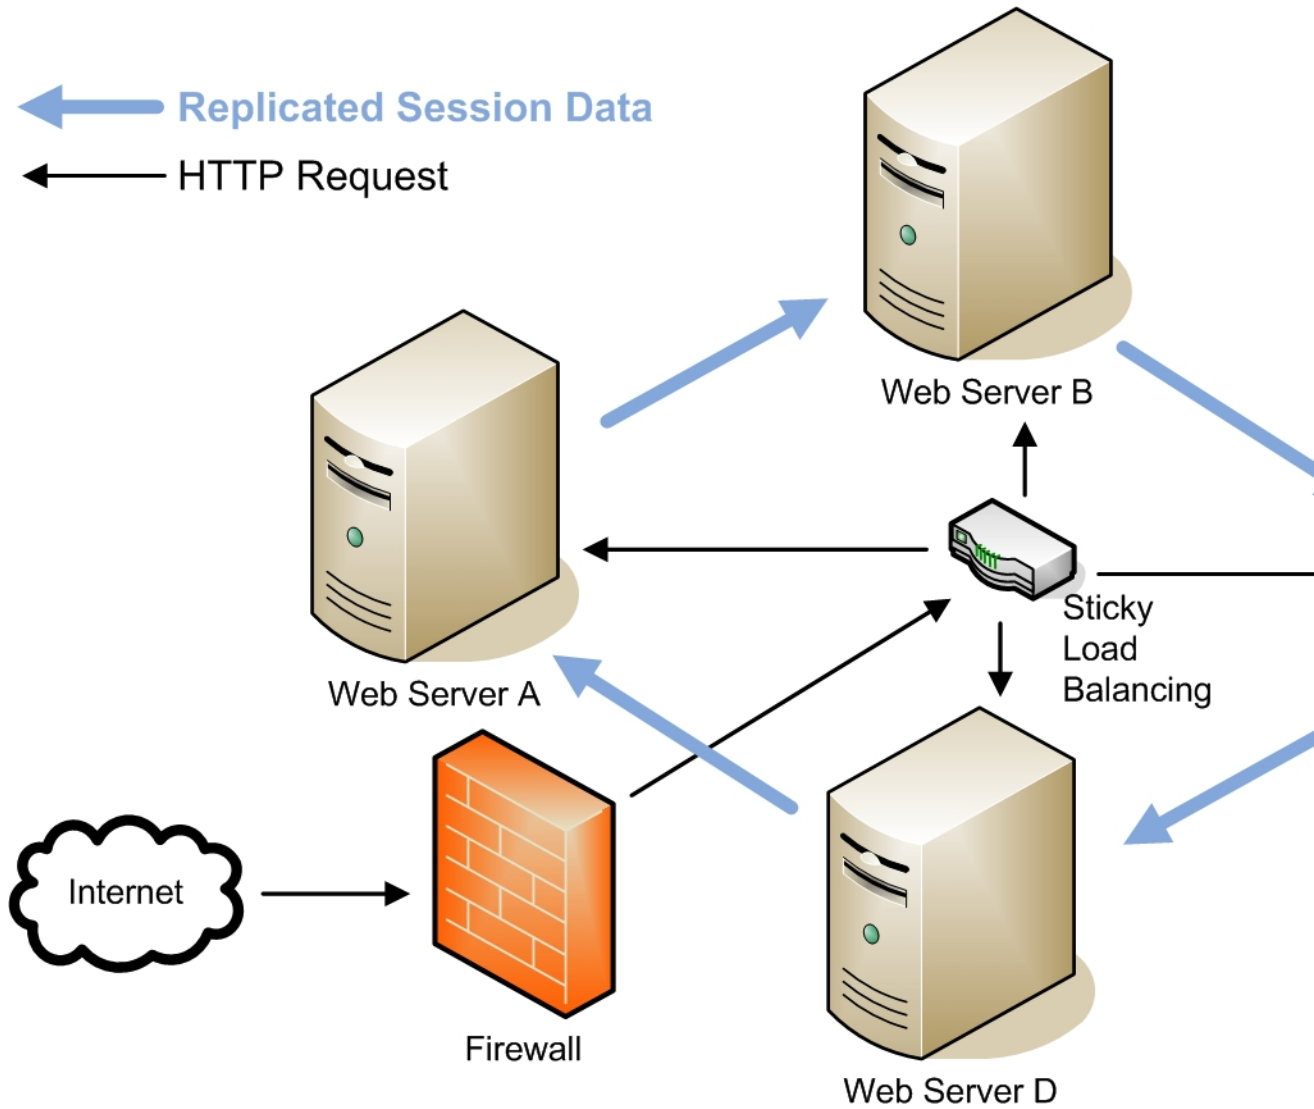 Replicated Session Data
HTTP Request
Web Server B
Sticky
Load
Balancing
Web Server A
Internet
Firewall
Web Server D